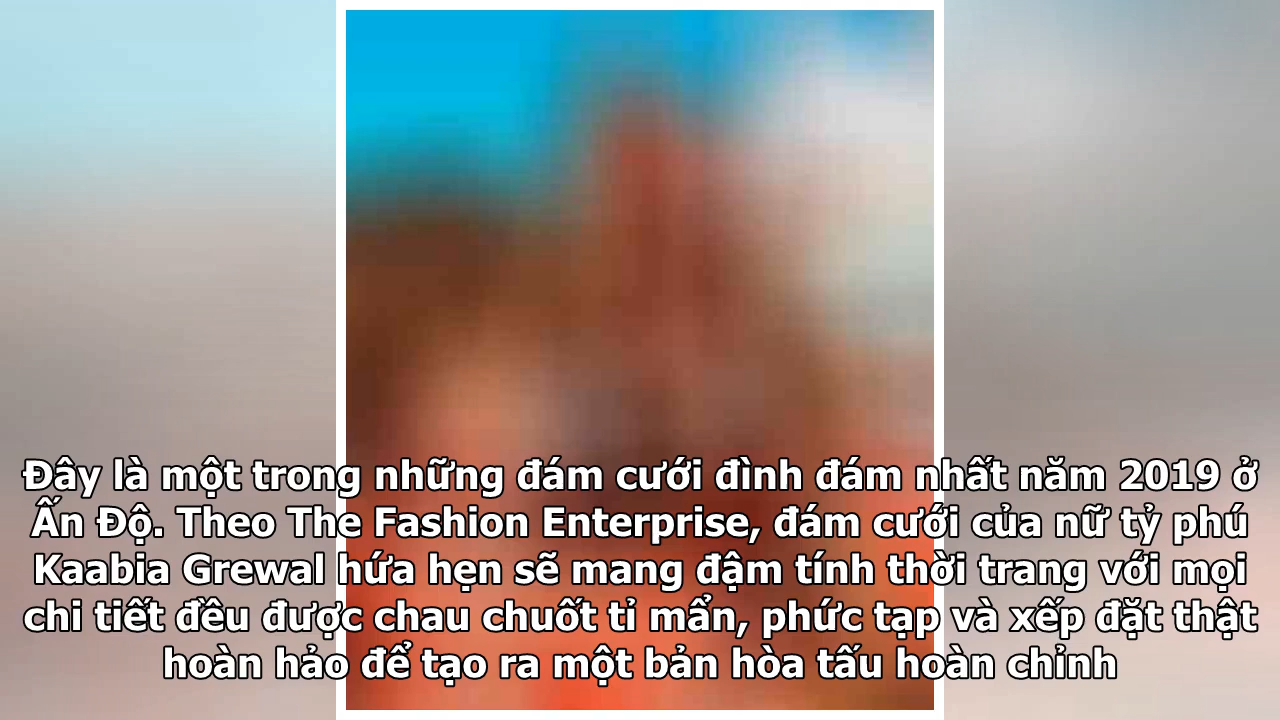 Đây là một trong những đám cưới đình đám nhất năm 2019 ở
Ấn Độ. Theo The Fashion Enterprise, đám cưới của nữ tỷ phú
Kaabia Grewal hứa hẹn sẽ mang đậm tính thời trang với mọi
chi tiết đều được chau chuốt tỉ mẩn, phức tạp và xếp đặt thật
hoàn hảo để tạo ra một bản hòa tấu hoàn chỉnh